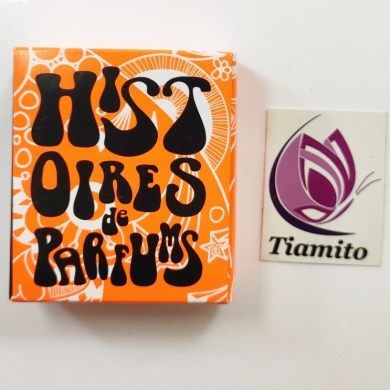 HIST
OIRES
de
PARFUMS
Tiamito